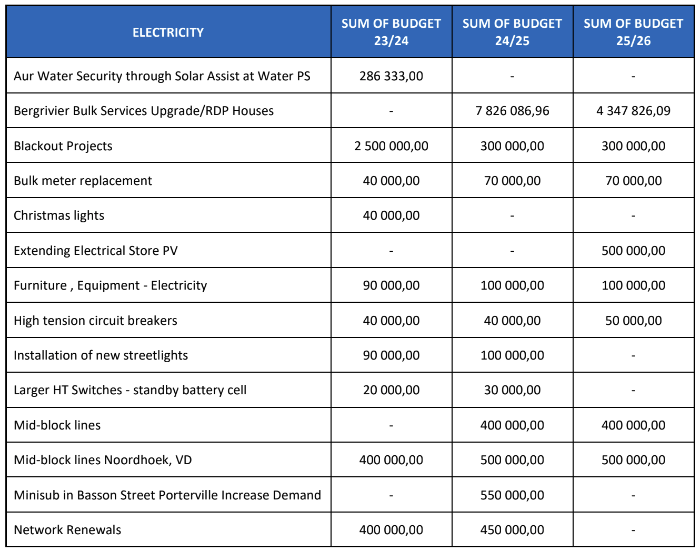 ELECTRICITY SUM OF BUDGET 23/24 SUM OF BUDGET 24/25 SUM OF BUDGET 25/26
Aur Water Security through Solar Assist at Water PS 286 333,00 - -
Bergrivier Bulk Services Upgrade/RDP Houses - 7 826 086,96 4 347 826,09
Blackout Projects 2 500 000,00 300 000,00 300 000,00
Bulk meter replacement 40 000,00 70 000,00 70 000,00
Christmas lights 40 000,00 - -
Extending Electrical Store PV - - 500 000,00
Furniture , Equipment - Electricity 90 000,00 100 000,00 100 000,00
High tension circuit breakers 40 000,00 40 000,00 50 000,00
Installation of new streetlights 90 000,00 100 000,00 -
Larger HT Switches - standby battery cell 20 000,00 30 000,00 -
Mid-block lines - 400 000,00 400 000,00
Mid-block lines Noordhoek, VD 400 000,00 500 000,00 500 000,00
Minisub in Basson Street Porterville Increase Demand - 550 000,00 -
Network Renewals 400 000,00 450 000,00 -